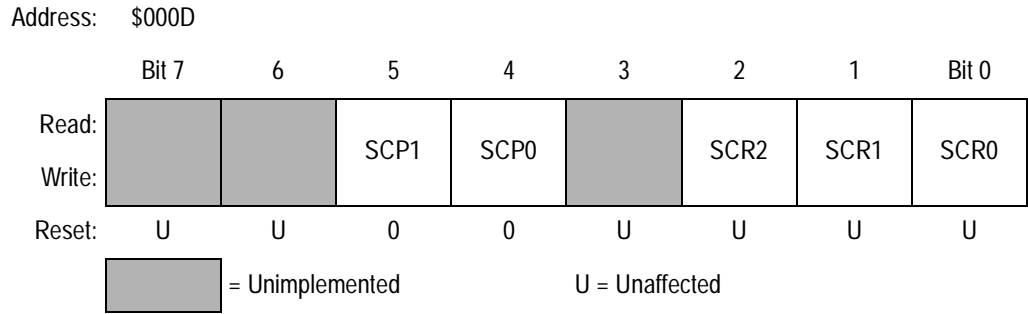 Address: $000D
Bit 7 6 5 4 3 2 1 Bit 0
Read:
SCP1 SCP0 SCR2 SCR1 SCR0
Write:
Reset: U U 0 0 U U U U
= Unimplemented U = Unaffected